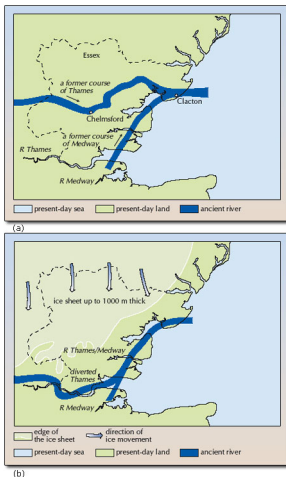 Essex
a former course
of Thames
Clacton
Chelmsford
a former course
of Medway
R Thames
R Medway
present-day sea
present-day land
ancient river
(a)
ice sheet up to 1000 m thick
R Thames/Medway
diverted
Thames
R Medway
edge of
the ice sheet
direction of
ice movement
present-day sea
present-day land
ancient river
(b)